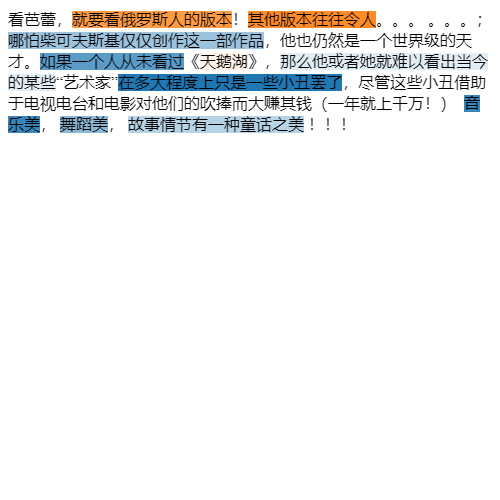 看芭蕾，就要看俄罗斯人的版本！其他版本往往令人。。。 。 。 。；
哪怕柴可夫斯基仅仅创作这一部作品，他也仍然是一个世界级的天
才。如果一个人从未看过《天鹅湖》，那么他或者她就难以看出当今
的某些“艺术家”在多大程度上只是一些小丑罢了，尽管这些小丑借助
于电视电台和电影对他们的吹捧而大赚其钱（一年就上千万！） 音
乐美， 舞蹈美， 故事情节有一种童话之美！！！